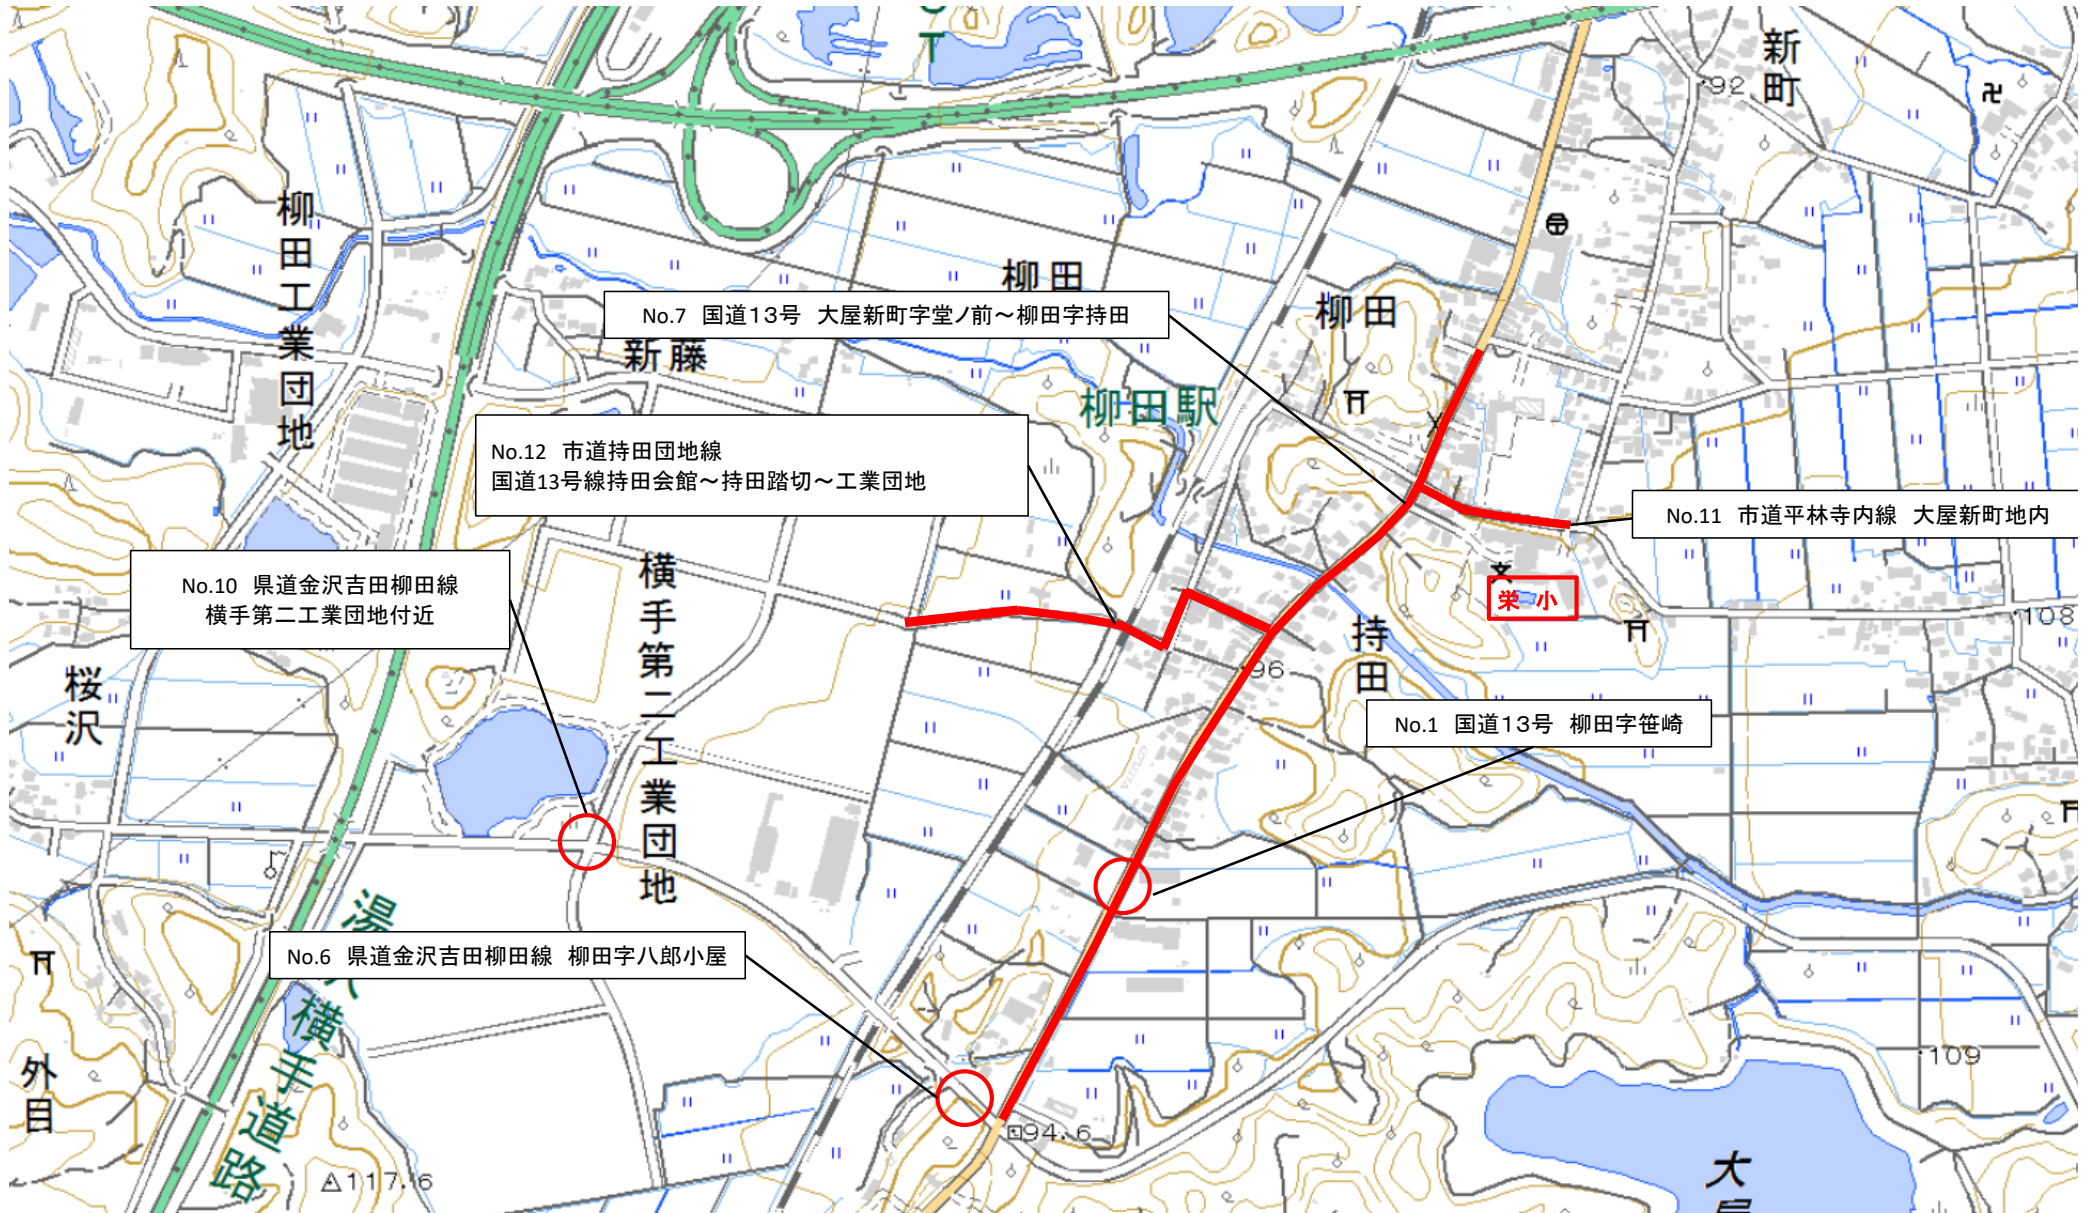 新町
92
柳田工業団地
柳田
No.7 国道13号 大屋新町字堂ノ前～柳田字持田
柳田
新藤
柳田駅
No.12 市道持田団地線
国道13号線持田会館～持田踏切～工業団地
No.11 市道平林寺内線 大屋新町地内
No.10 県道金沢吉田柳田線
横手第二工業団地付近
横手第二工業団地
栄小
108
持田
96
桜沢
No.1 国道13号 柳田字笹崎
No.6 県道金沢吉田柳田線 柳田字八郎小屋
湯
横手道路
外目
109
94.6
117.6
大